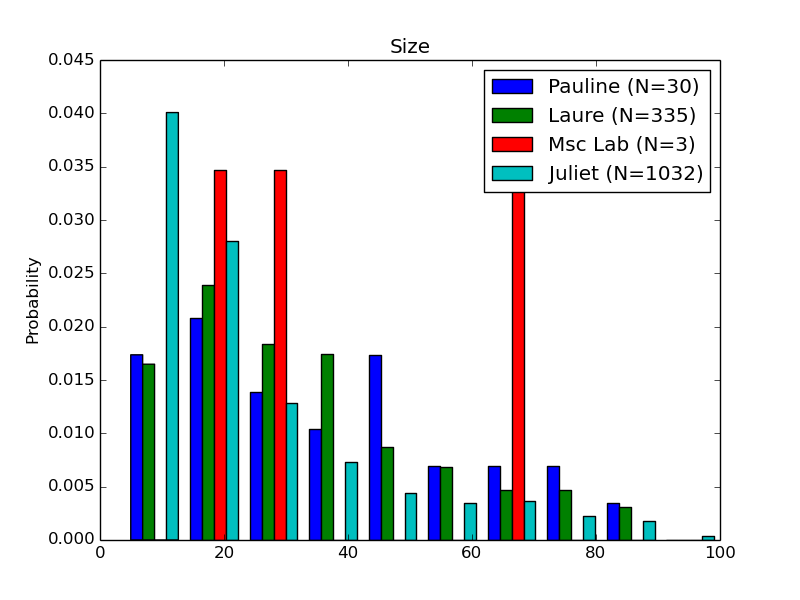 Size
Pauline (N=30)
Laure (N=335)
Msc Lab (N=3)
Juliet (N=1032)
Probability
0.045
0.040
0.035
0.030
0.025
0.020
0.015
0.010
0.005
0.000
0 20 40 60 80 100